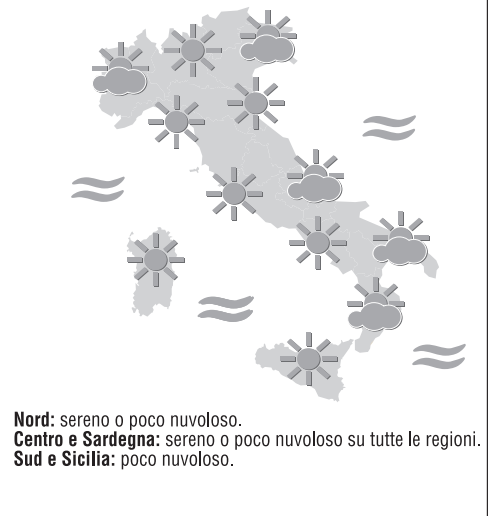 Nord: sereno o poco nuvoloso.
Centro e Sardegna: sereno o poco nuvoloso su tutte le regioni.
Sud e Sicilia: poco nuvoloso.